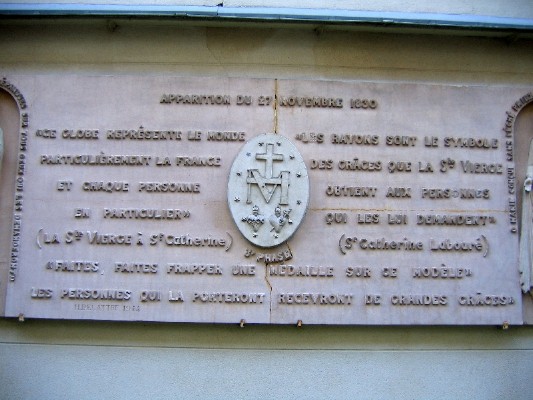 APPARITION DU 27 NOVEMBRE 1830
"CE GLOBE REPRÉSENTE LE MONDE
PARTICULIÈREMENT LA FRANCE
ET CHAQUE PERSONNE
EN PARTICULIER"
(LA Ste VIERGE À Ste CATHERINE)
"LES RAYONS SONT LE SYMBOLE
DES GRÂCES QUE LA Ste VIERGE
OBTIENT AUX PERSONNES
QUI LES LUI DEMANDENT"
(Ste CATHERINE LABOURÉ)
M
PHASE
"FAITES, FAITES FRAPPER UNE MÉDAILLE SUR CE MODÈLE"
LES PERSONNES QUI LA PORTERONT RECEVRONT DE GRANDES GRÂCES"